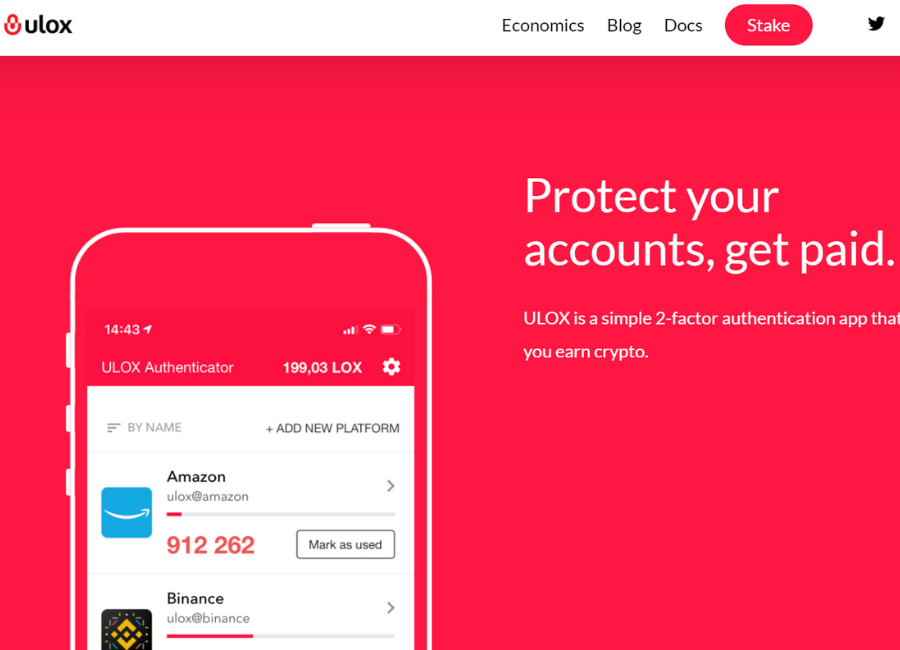 ulox
Economics Blog Docs Stake
Protect your
accounts, get paid.
ULOX is a simple 2-factor authentication app that
you earn crypto.
14:43
ULOX Authenticator 199,03 LOX
BY NAME + ADD NEW PLATFORM
Amazon
ulox@amazon
912 262 Mark as used
Binance
ulox@binance